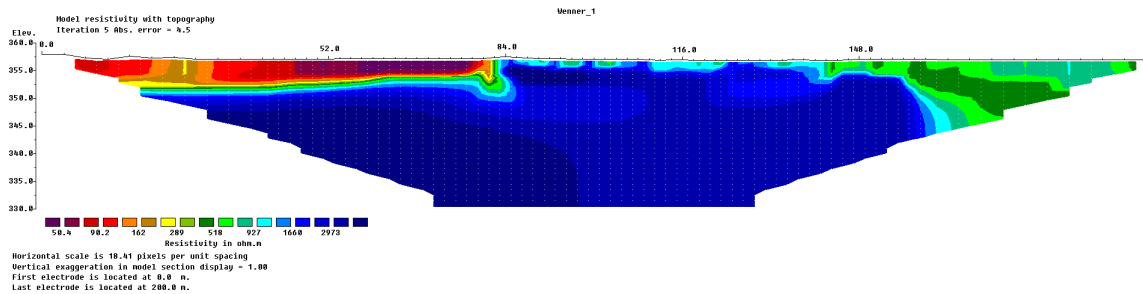 Wenner_1
Model resistivity with topography
Iteration 5 Abs. error = 4.5
Elev.
0.0 52.0 84.0 116.0 148.0
360.0
355.0
350.0
345.0
340.0
335.0
330.0
50.4 90.2 162 289 518 927 1660 2973
Resistivity in ohm.m
Horizontal scale is 18.41 pixels per unit spacing
Vertical exaggeration in model section display = 1.00
First electrode is located at 0.0 m.
Last electrode is located at 200.0 m.